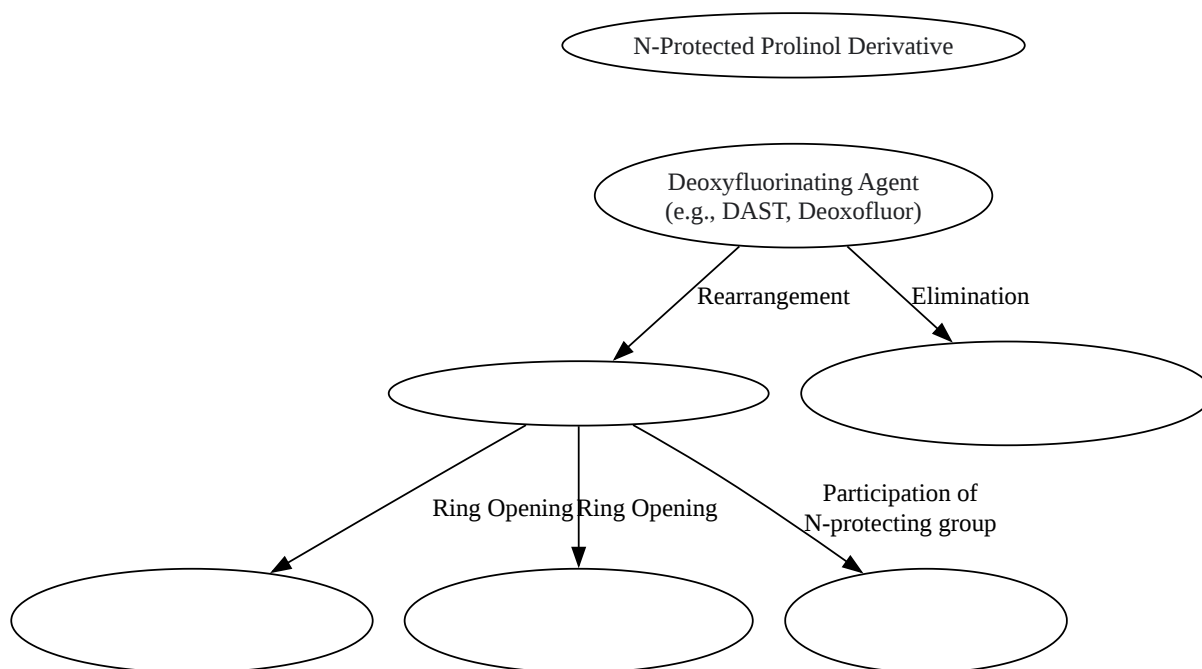 N-Protected Prolinol Derivative
Deoxyfluorinating Agent
(e.g., DAST, Deoxofluor)
Rearrangement
Elimination
Ring Opening
Ring Opening
Participation of
N-protecting group